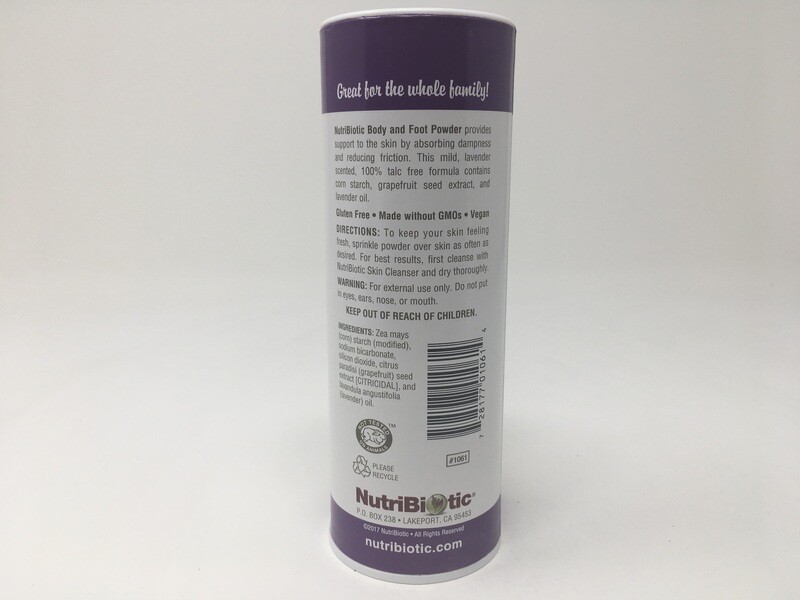 Great for the whole family!
NutriBiotic Body and Foot Powder provides
support to the skin by absorbing dampness
and reducing friction. This mild, lavender
scented, 100% talc free formula contains
corn starch, grapefruit seed extract, and
lavender oil.
Gluten Free • Made without GMOs • Vegan
DIRECTIONS: To keep your skin feeling
fresh, sprinkle powder over skin as often as
desired. For best results, first cleanse with
NutriBiotic Skin Cleanser and dry thoroughly.
WARNING: For external use only. Do not put
in eyes, ears, nose, or mouth.
KEEP OUT OF REACH OF CHILDREN.
INGREDIENTS: Zea mays
(corn) starch (modified),
sodium bicarbonate,
silicon dioxide, citrus
paradisi (grapefruit) seed
extract [CITRICIDAL], and
lavandula angustifolia
(lavender) oil.
7 28177 01061 4
NOT TESTED
ON ANIMALS
TM
#1061
PLEASE
RECYCLE
NutriBiotic®
P.O. BOX 238 • LAKEPORT, CA 95453
©2017 NutriBiotic • All Rights Reserved
nutribiotic.com